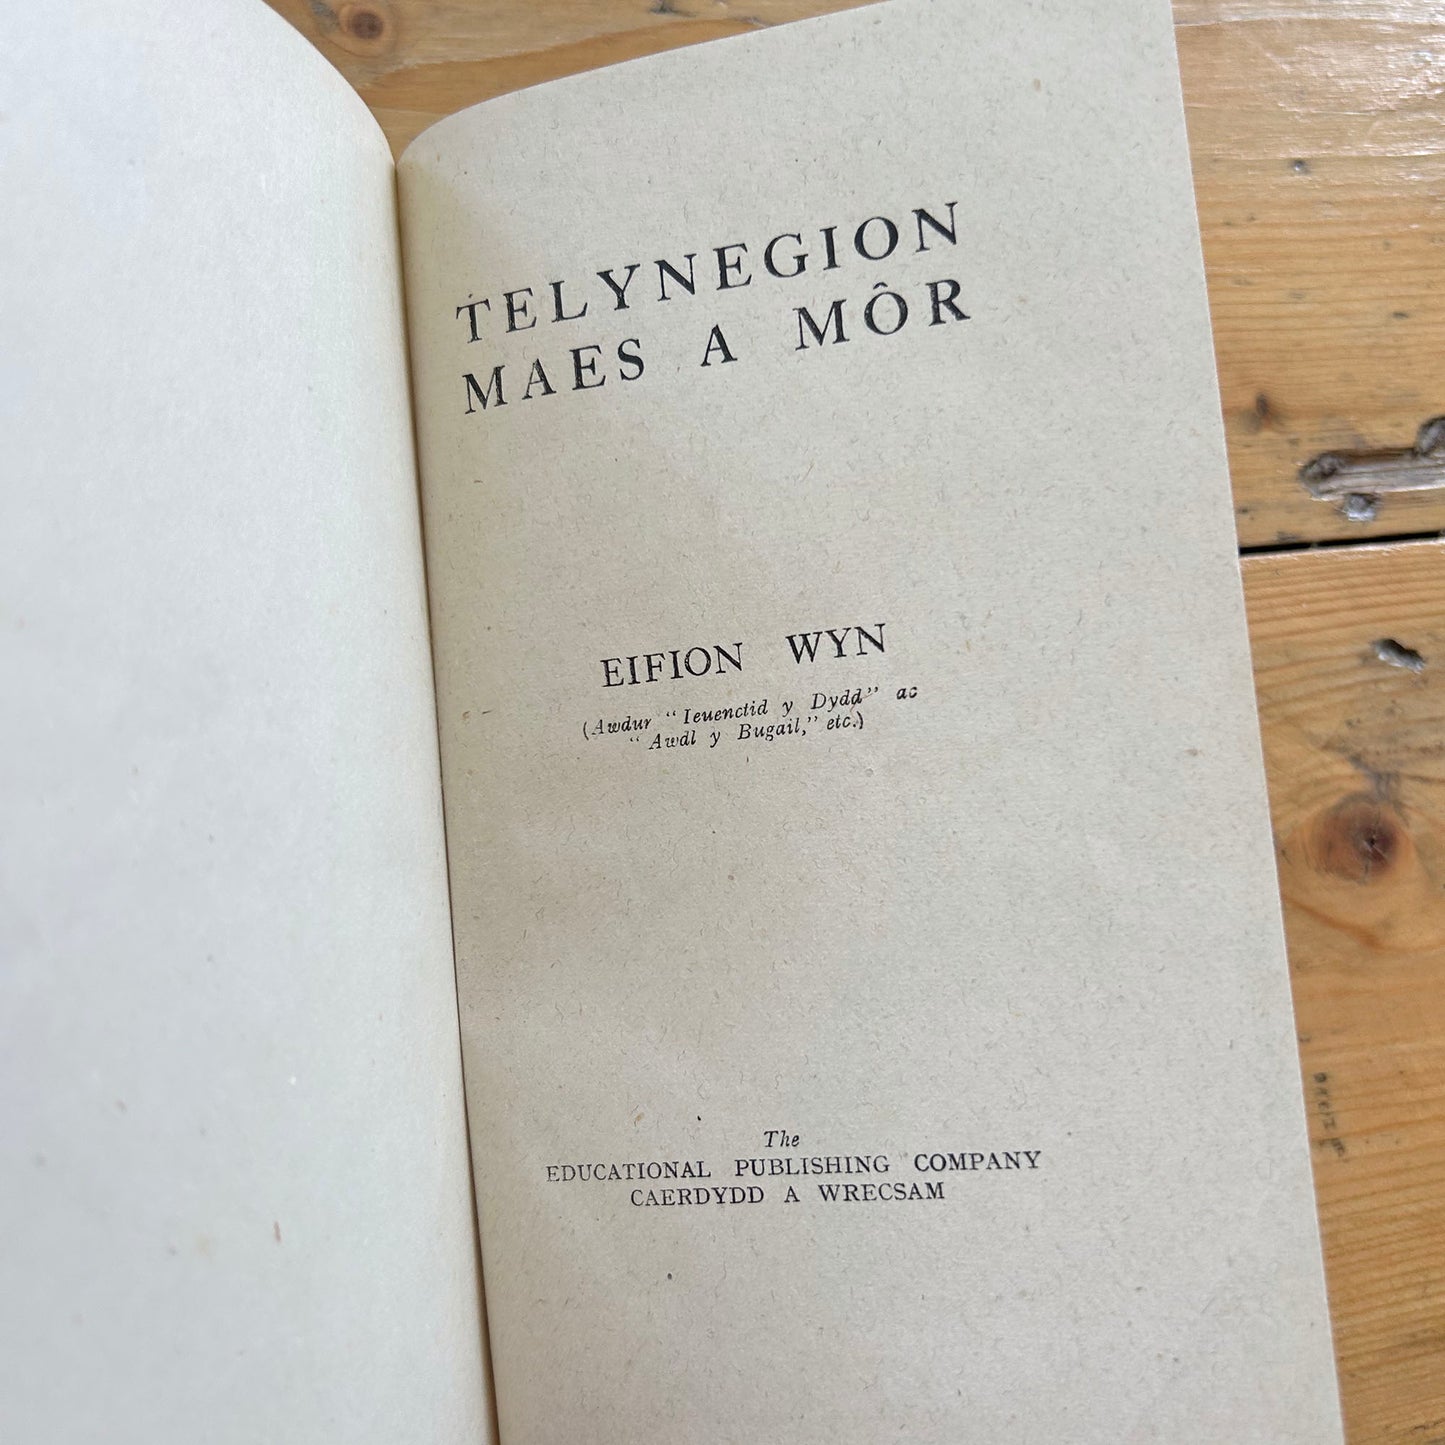 TELYNEGION
MAES A MÔR
EIFION WYN
(Awdur "Ieuenctid y Dydd" ac
"Awdl y Bugail," etc.)
The
EDUCATIONAL PUBLISHING COMPANY
CAERDYDD A WRECSAM